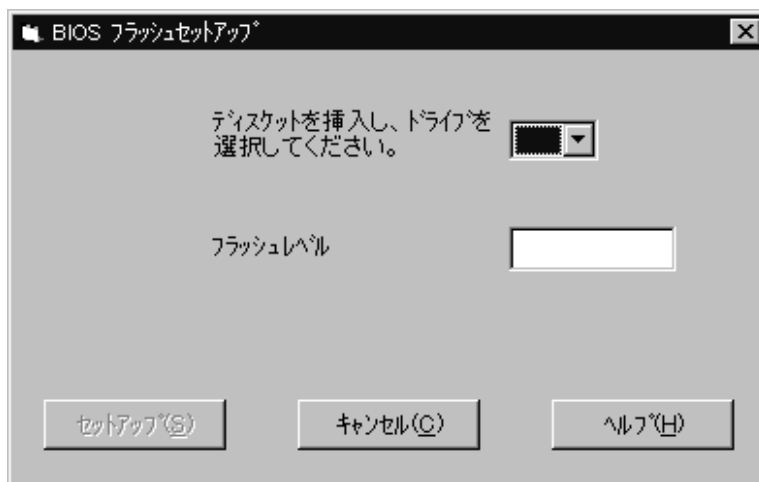 BIOS ﾌﾗｯｼｭｾｯﾄｱｯﾌﾟ
ﾃﾞｨｽｹｯﾄを挿入し、ﾄﾞﾗｲﾌﾞを
選択してください。
ﾌﾗｯｼｭﾚﾍﾞﾙ
ｾｯﾄｱｯﾌﾟ(S)
ｷｬﾝｾﾙ(C)
ﾍﾙﾌﾟ(H)